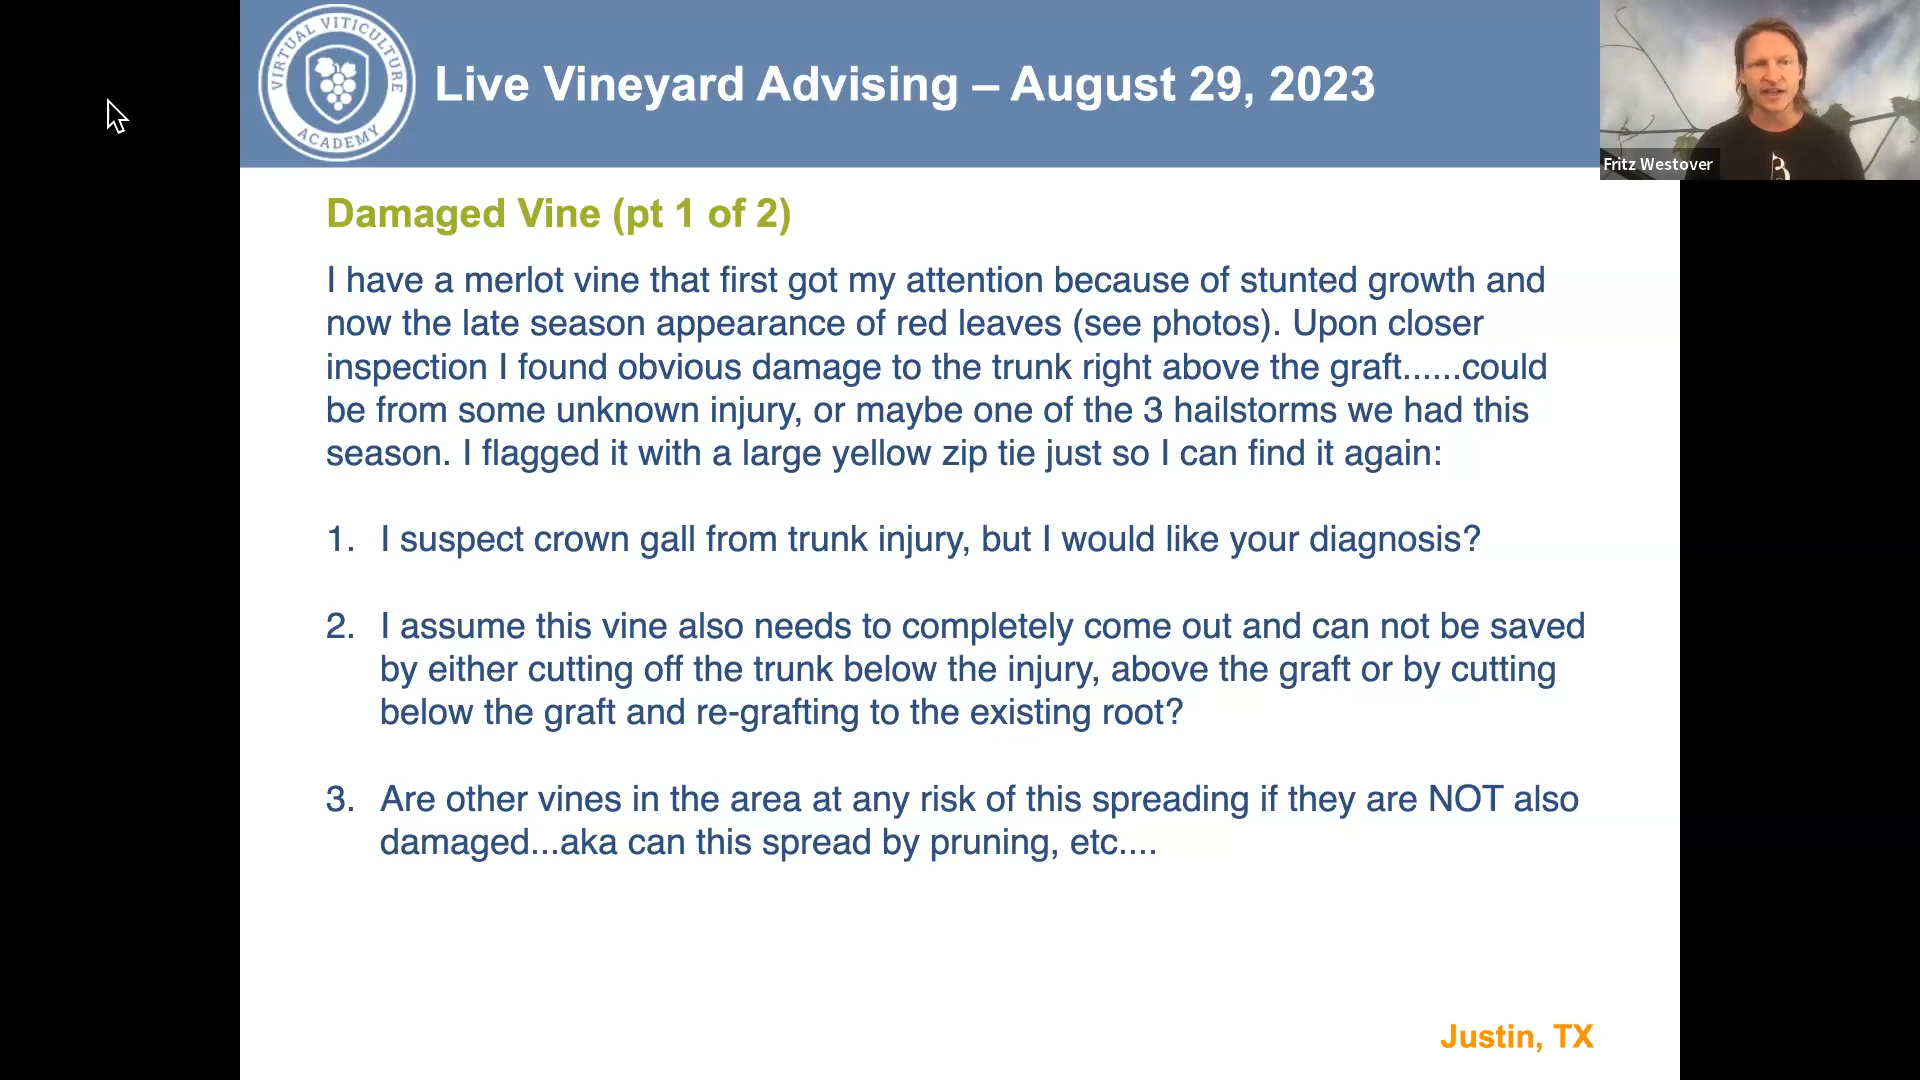 VIRTUAL VITICULTURE
ACADEMY
Live Vineyard Advising – August 29, 2023
Fritz Westover
Damaged Vine (pt 1 of 2)
I have a merlot vine that first got my attention because of stunted growth and
now the late season appearance of red leaves (see photos). Upon closer
inspection I found obvious damage to the trunk right above the graft......could
be from some unknown injury, or maybe one of the 3 hailstorms we had this
season. I flagged it with a large yellow zip tie just so I can find it again:
1. I suspect crown gall from trunk injury, but I would like your diagnosis?
2. I assume this vine also needs to completely come out and can not be saved
by either cutting off the trunk below the injury, above the graft or by cutting
below the graft and re-grafting to the existing root?
3. Are other vines in the area at any risk of this spreading if they are NOT also
damaged...aka can this spread by pruning, etc....
Justin, TX